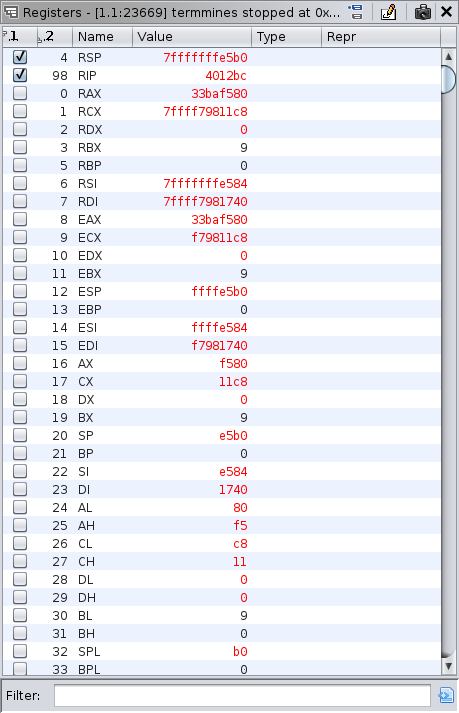 Registers - [1.1:23669] termmines stopped at 0x...
.1 .2 Name Value Type Repr
4 RSP 7fffffffe5b0
98 RIP 4012bc
0 RAX 33baf580
1 RCX 7ffff79811c8
2 RDX 0
3 RBX 9
5 RBP 0
6 RSI 7fffffffe584
7 RDI 7ffff7981740
8 EAX 33baf580
9 ECX f79811c8
10 EDX 0
11 EBX 9
12 ESP ffffe5b0
13 EBP 0
14 ESI ffffe584
15 EDI f7981740
16 AX f580
17 CX 11c8
18 DX 0
19 BX 9
20 SP e5b0
21 BP 0
22 SI e584
23 DI 1740
24 AL 80
25 AH f5
26 CL c8
27 CH 11
28 DL 0
29 DH 0
30 BL 9
31 BH 0
32 SPL b0
33 BPL 0
Filter: